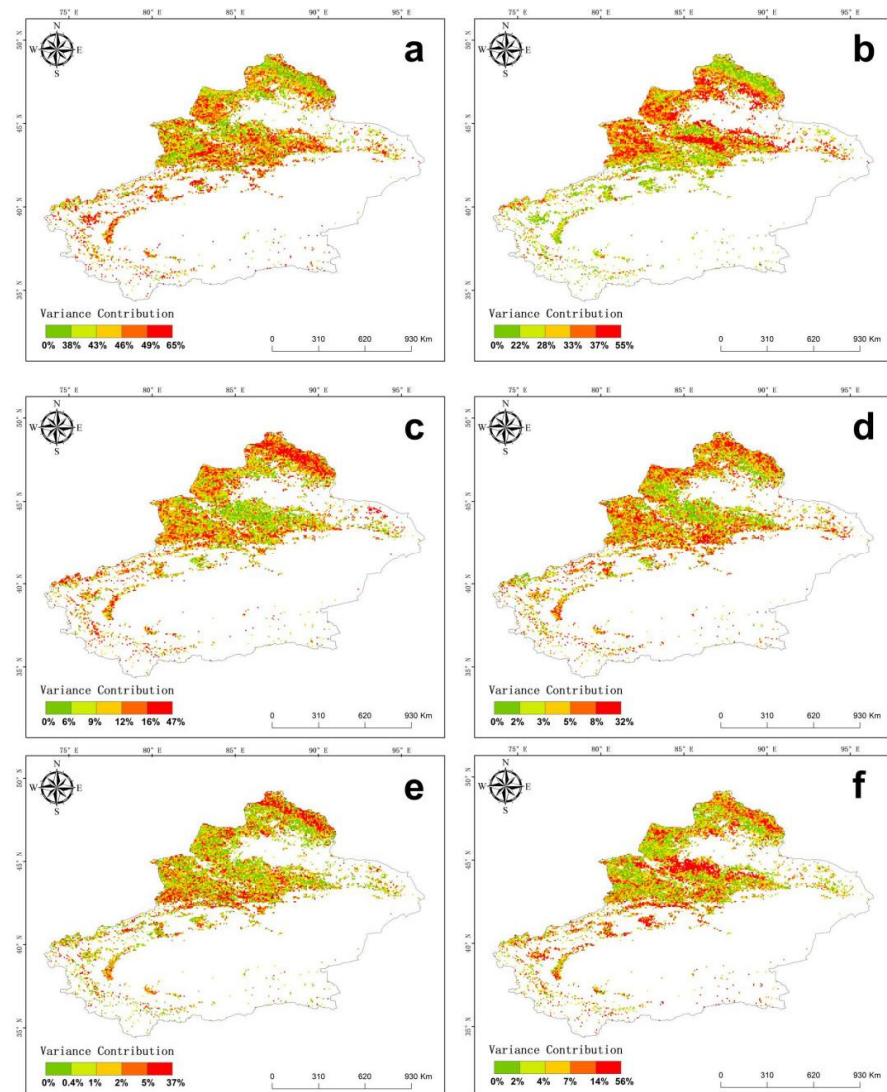 75° E 80° E 85° E 90° E 95° E
50° N
N
W E
S
a
45° N
40° N
35° N
Variance Contribution
0% 38% 43% 46% 49% 65%
0 310 620 930 Km
75° E 80° E 85° E 90° E 95° E
50° N
N
W E
S
b
45° N
40° N
35° N
Variance Contribution
0% 22% 28% 33% 37% 55%
0 310 620 930 Km
75° E 80° E 85° E 90° E 95° E
50° N
N
W E
S
c
45° N
40° N
35° N
Variance Contribution
0% 6% 9% 12% 16% 47%
0 310 620 930 Km
75° E 80° E 85° E 90° E 95° E
50° N
N
W E
S
d
45° N
40° N
35° N
Variance Contribution
0% 2% 3% 5% 8% 32%
0 310 620 930 Km
75° E 80° E 85° E 90° E 95° E
50° N
N
W E
S
e
45° N
40° N
35° N
Variance Contribution
0% 0.4% 1% 2% 5% 37%
0 310 620 930 Km
75° E 80° E 85° E 90° E 95° E
50° N
N
W E
S
f
45° N
40° N
35° N
Variance Contribution
0% 2% 4% 7% 14% 56%
0 310 620 930 Km